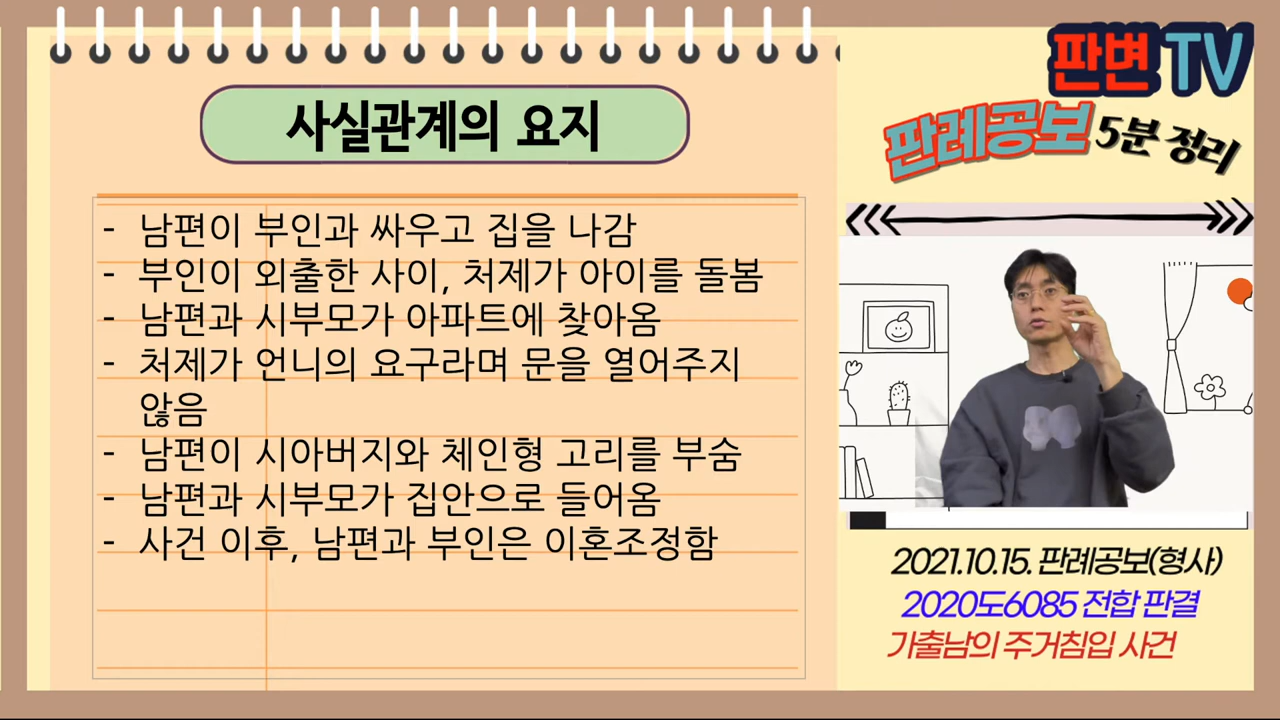 판변 TV
판례공보 5분 정리
사실관계의 요지
- 남편이 부인과 싸우고 집을 나감
- 부인이 외출한 사이, 처제가 아이를 돌봄
- 남편과 시부모가 아파트에 찾아옴
- 처제가 언니의 요구라며 문을 열어주지
않음
- 남편이 시아버지와 체인형 고리를 부숨
- 남편과 시부모가 집안으로 들어옴
- 사건 이후, 남편과 부인은 이혼조정함
2021.10.15. 판례공보(형사)
2020도6085 전합 판결
가출남의 주거침입 사건